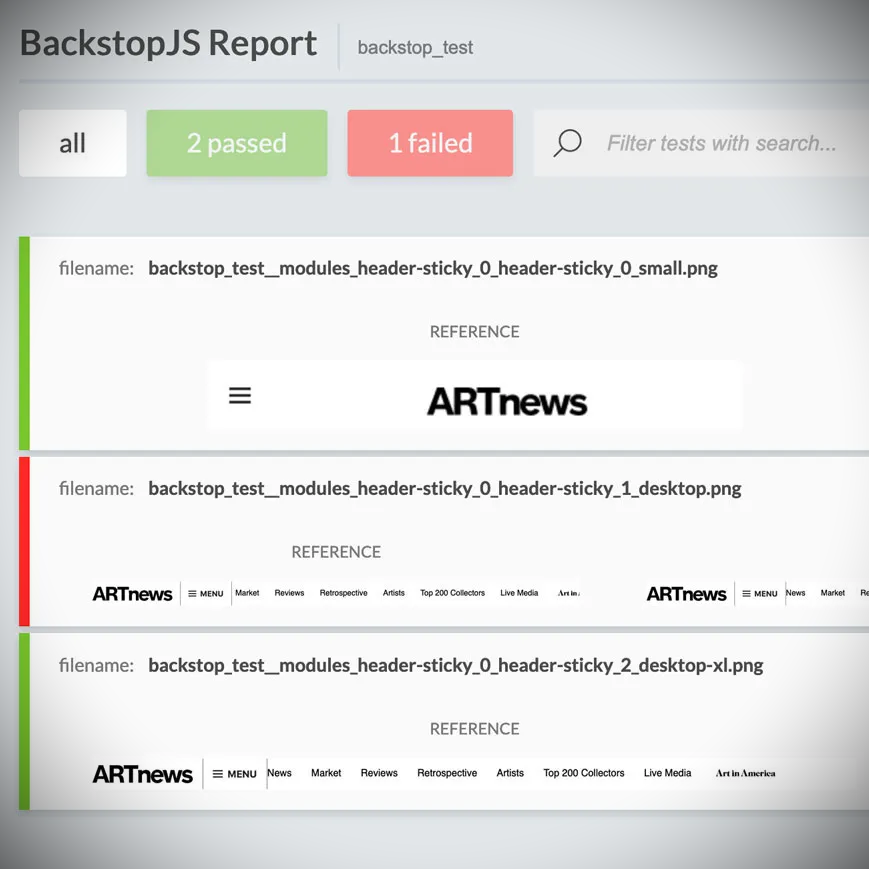 BackstopJS Report backstop_test
all 2 passed 1 failed Filter tests with search...
filename: backstop_test__modules_header-sticky_0_header-sticky_0_small.png
REFERENCE
ARTnews
filename: backstop_test__modules_header-sticky_0_header-sticky_1_desktop.png
REFERENCE
ARTnews MENU Market Reviews Retrospective Artists Top 200 Collectors Live Media Art in ARTnews MENU News Market
filename: backstop_test__modules_header-sticky_0_header-sticky_2_desktop-xl.png
REFERENCE
ARTnews MENU News Market Reviews Retrospective Artists Top 200 Collectors Live Media Art in America